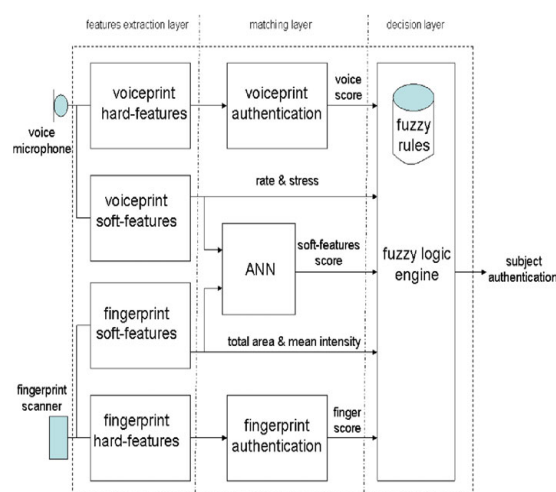 features extraction layer
matching layer
decision layer
voice
microphone
voiceprint
hard-features
voiceprint
authentication
voice
score
fuzzy
rules
voiceprint
soft-features
rate & stress
ANN
soft-features
score
fuzzy logic
engine
subject
authentication
fingerprint
soft-features
total area & mean intensity
fingerprint
scanner
fingerprint
hard-features
fingerprint
authentication
finger
score